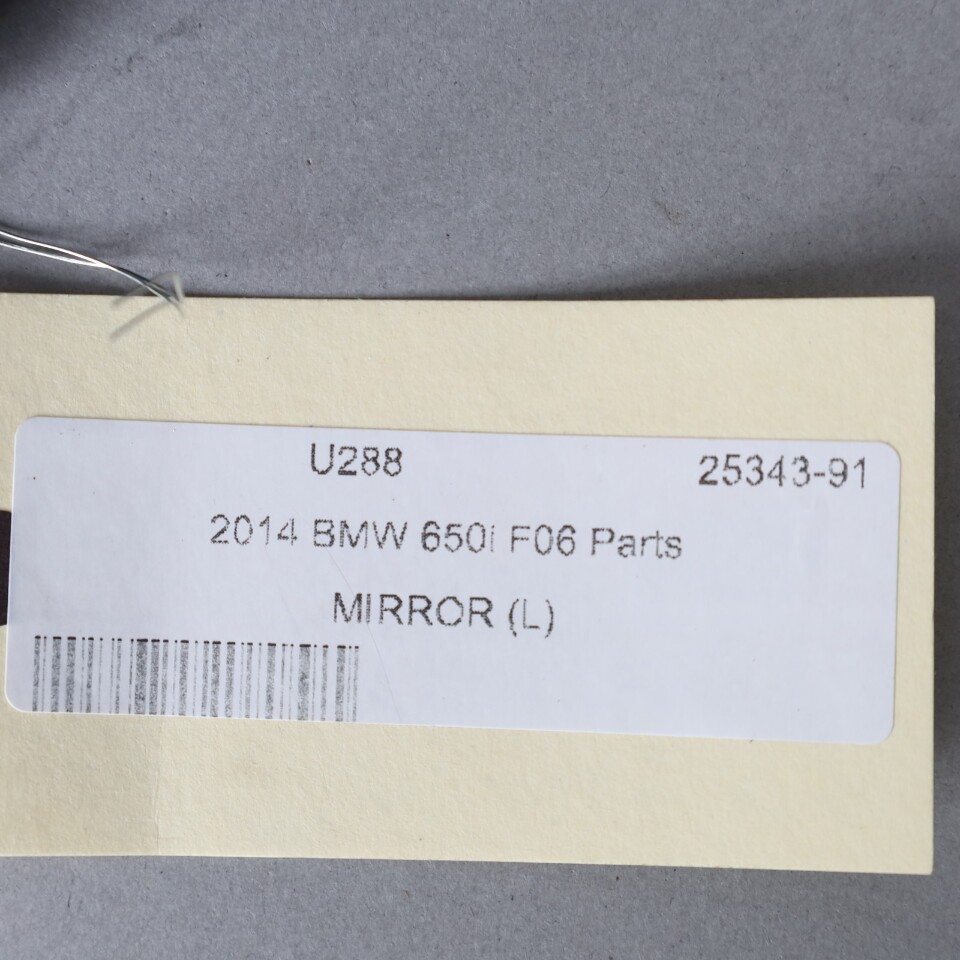 U288 25343-91
2014 BMW 650i F06 Parts
MIRROR (L)